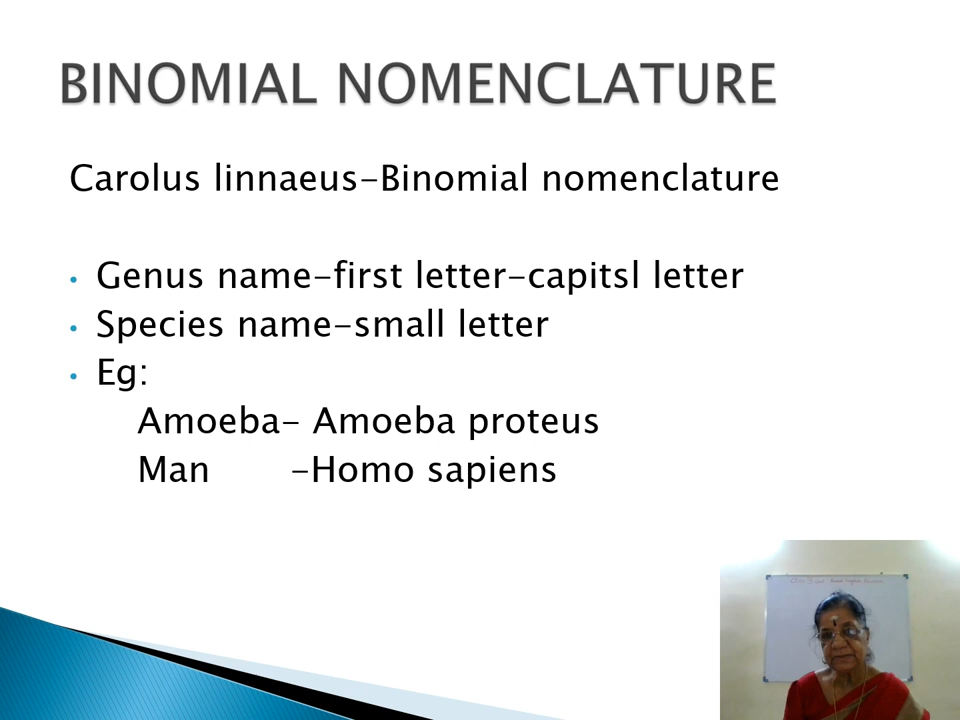 BINOMIAL NOMENCLATURE
Carolus linnaeus-Binomial nomenclature
• Genus name-first letter-capitsl letter
• Species name-small letter
• Eg:
Amoeba- Amoeba proteus
Man -Homo sapiens